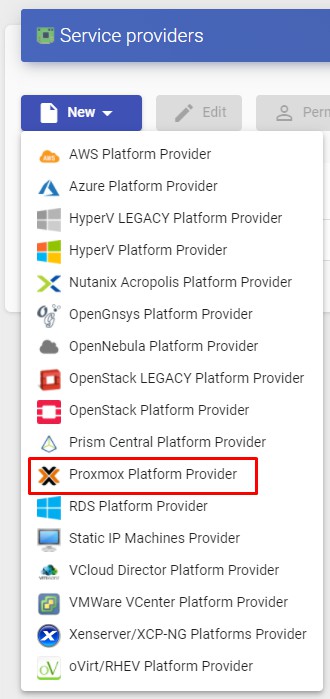 Service providers
New
Edit
Perm
AWS Platform Provider
Azure Platform Provider
HyperV LEGACY Platform Provider
HyperV Platform Provider
Nutanix Acropolis Platform Provider
OpenGnsys Platform Provider
OpenNebula Platform Provider
OpenStack LEGACY Platform Provider
OpenStack Platform Provider
Prism Central Platform Provider
Proxmox Platform Provider
RDS Platform Provider
Static IP Machines Provider
VCloud Director Platform Provider
VMWare VCenter Platform Provider
Xenserver/XCP-NG Platforms Provider
oVirt/RHEV Platform Provider